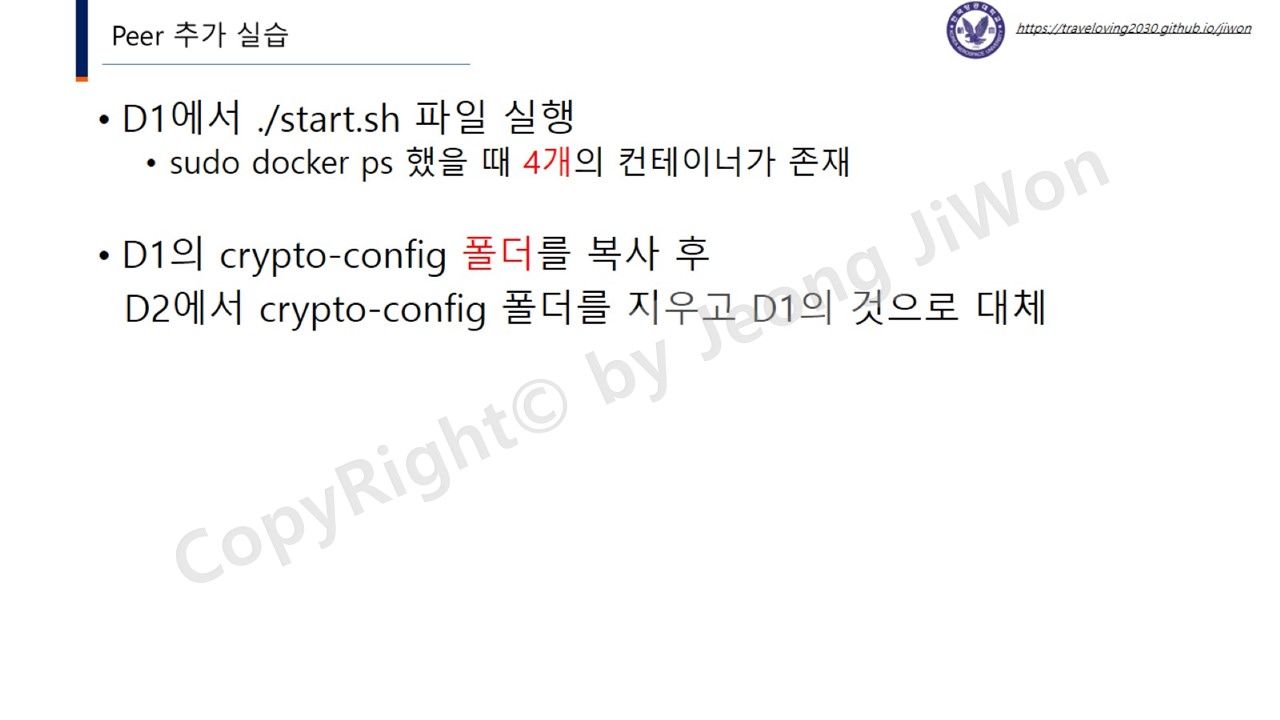 Peer 추가 실습
https://traveloving2030.github.io/jiwon
• D1에서 ./start.sh 파일 실행
• sudo docker ps 했을 때 4개의 컨테이너가 존재
• D1의 crypto-config 폴더를 복사 후
D2에서 crypto-config 폴더를 지우고 D1의 것으로 대체
CopyRight© by Jeong JiWon